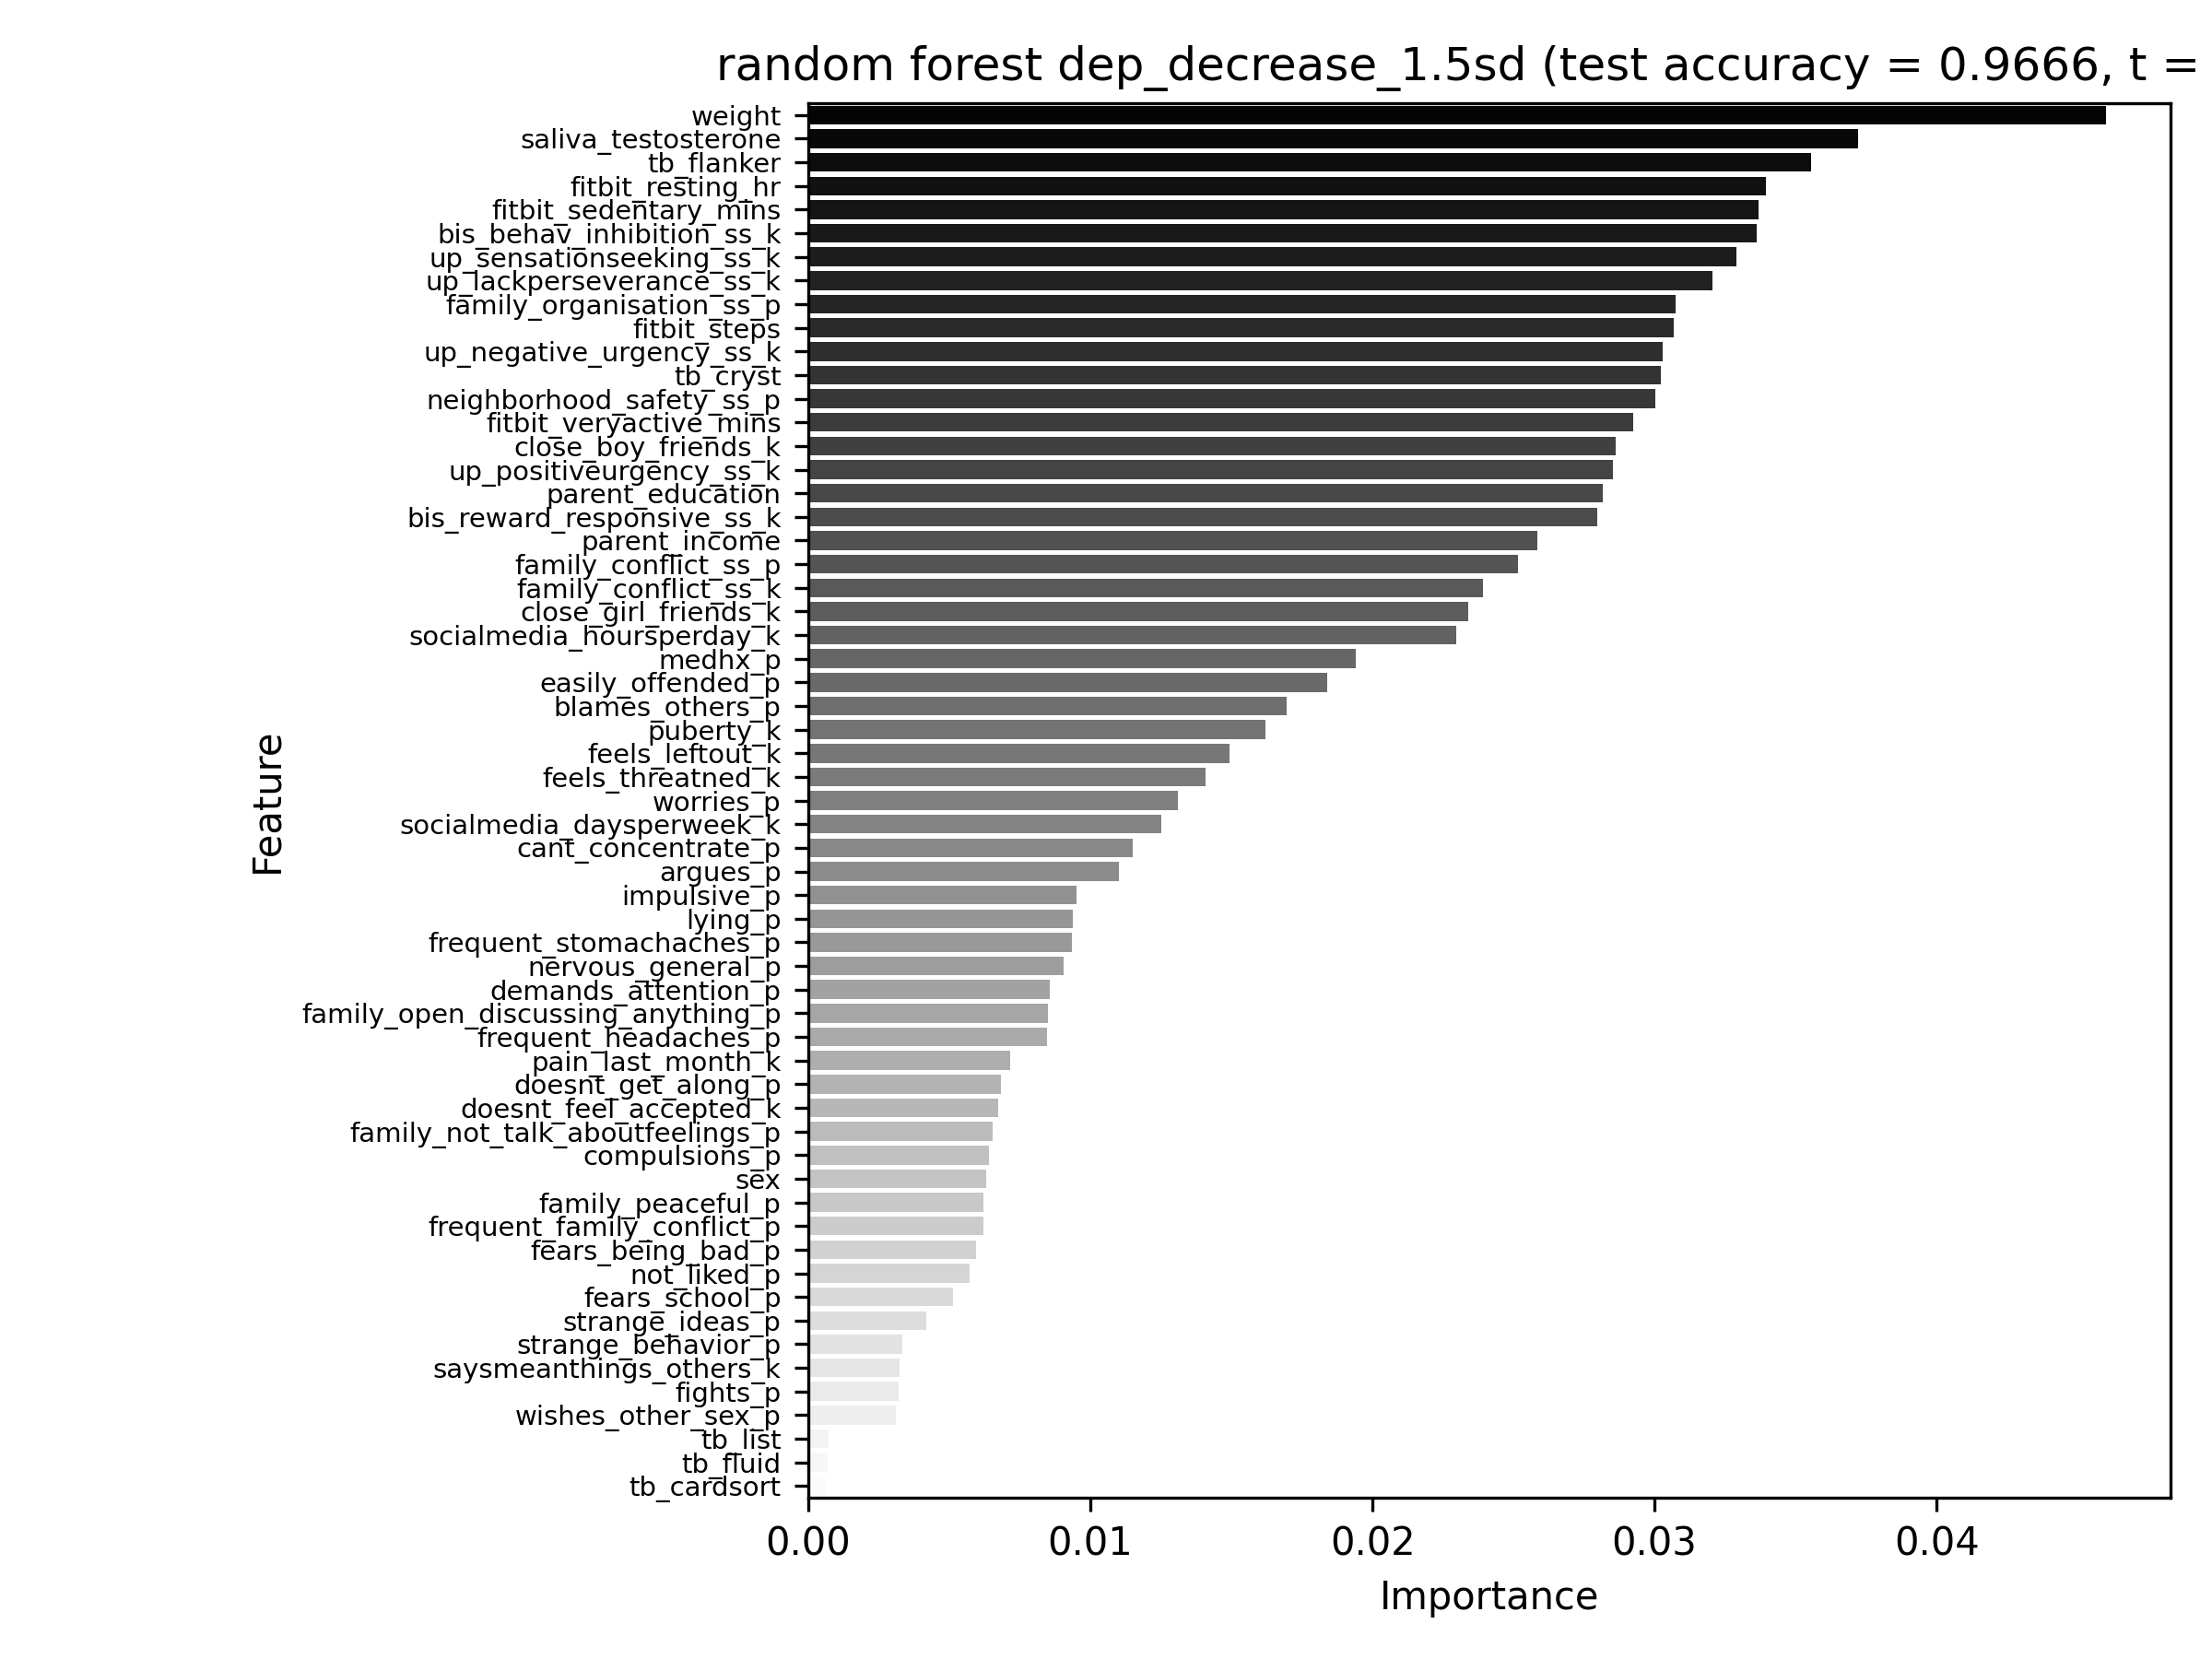 random forest dep_decrease_1.5sd (test accuracy = 0.9666, t =
weight
saliva_testosterone
tb_flanker
fitbit_resting_hr
fitbit_sedentary_mins
bis_behav_inhibition_ss_k
up_sensationseeking_ss_k
up_lackperseverance_ss_k
family_organisation_ss_p
fitbit_steps
up_negative_urgency_ss_k
tb_cryst
neighborhood_safety_ss_p
fitbit_veryactive_mins
close_boy_friends_k
up_positiveurgency_ss_k
parent_education
bis_reward_responsive_ss_k
parent_income
family_conflict_ss_p
family_conflict_ss_k
close_girl_friends_k
socialmedia_hoursperday_k
medhx_p
easily_offended_p
blames_others_p
puberty_k
feels_leftout_k
feels_threatned_k
worries_p
socialmedia_daysperweek_k
cant_concentrate_p
argues_p
impulsive_p
lying_p
frequent_stomachaches_p
nervous_general_p
demands_attention_p
family_open_discussing_anything_p
frequent_headaches_p
pain_last_month_k
doesnt_get_along_p
doesnt_feel_accepted_k
family_not_talk_aboutfeelings_p
compulsions_p
sex
family_peaceful_p
frequent_family_conflict_p
fears_being_bad_p
not_liked_p
fears_school_p
strange_ideas_p
strange_behavior_p
saysmeanthings_others_k
fights_p
wishes_other_sex_p
tb_list
tb_fluid
tb_cardsort
Feature
0.00 0.01 0.02 0.03 0.04
Importance